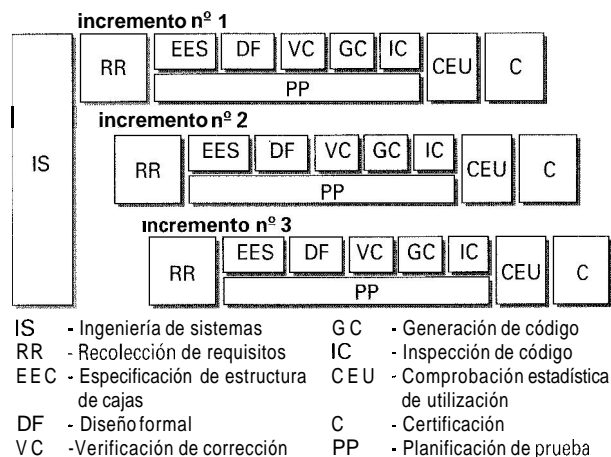 incremento nº 1
EES DF VC GC IC
RR CEU C
PP
incremento nº 2
IS
EES DF VC GC IC
RR CEU C
PP
incremento nº 3
EES DF VC GC IC
RR CEU C
PP
IS - Ingeniería de sistemas
RR - Recolección de requisitos
EEC - Especificación de estructura
de cajas
DF - Diseño formal
VC - Verificación de corrección
GC - Generación de código
IC - Inspección de código
CEU - Comprobación estadística
de utilización
C - Certificación
PP - Planificación de prueba